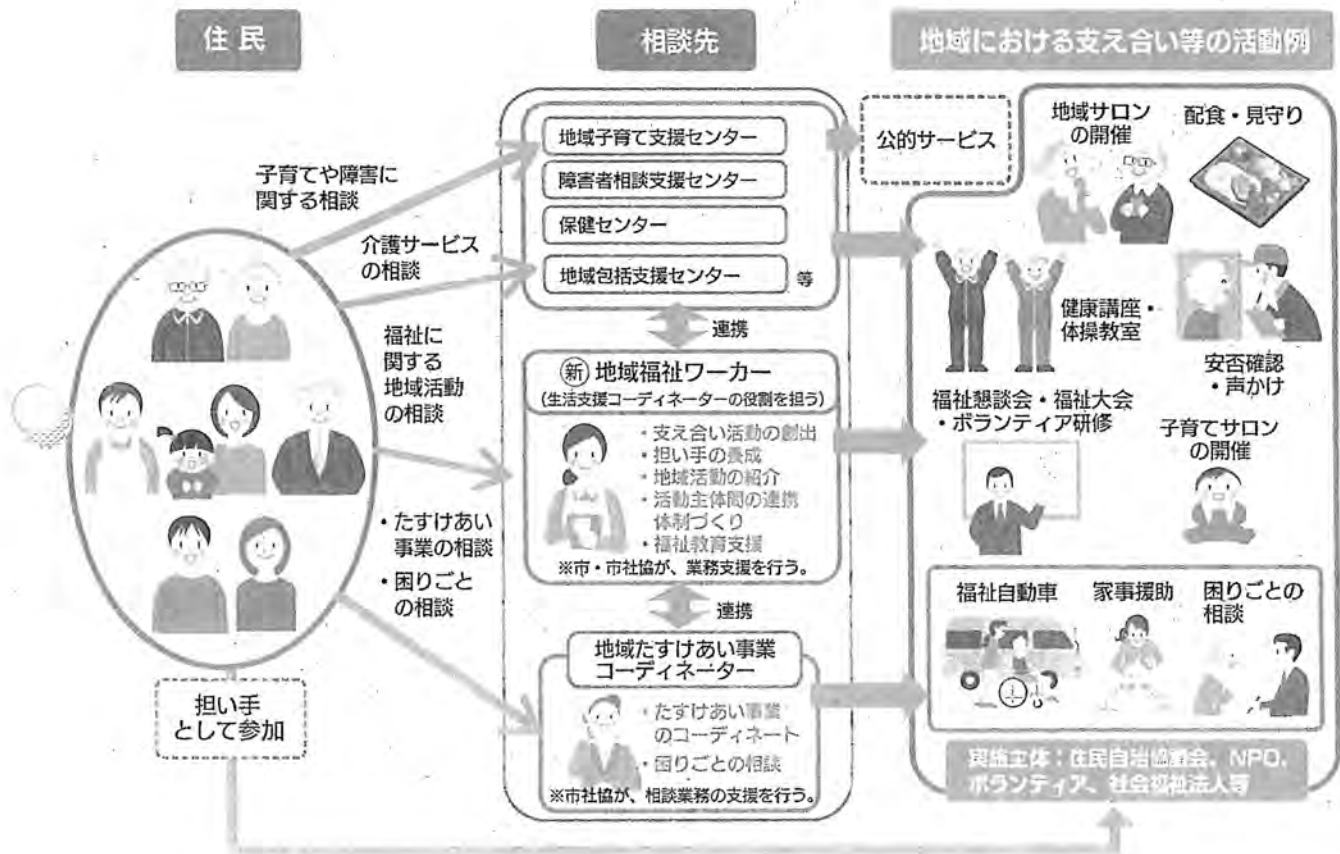 住民
相談先
地域における支え合い等の活動例
子育てや障害に
関する相談
介護サービス
の相談
福祉に
関する
地域活動
の相談
・たすけあい
事業の相談
・困りごと
の相談
担い手
として参加
地域子育て支援センター
障害者相談支援センター
保健センター
地域包括支援センター 等
連携
新 地域福祉ワーカー
(生活支援コーディネーターの役割を担う)
・支え合い活動の創出
・担い手の養成
・地域活動の紹介
・活動主体間の連携
体制づくり
・福祉教育支援
※市・市社協が、業務支援を行う。
連携
地域たすけあい事業
コーディネーター
・たすけあい事業
のコーディネート
・困りごとの相談
※市社協が、相談業務の支援を行う。
公的サービス
地域サロン
の開催
配食・見守り
健康講座・
体操教室
安否確認
・声かけ
福祉懇談会・福祉大会
・ボランティア研修
子育てサロン
の開催
福祉自動車
家事援助
困りごとの
相談
実施主体：住民自治協議会、NPO、
ボランティア、社会福祉法人等